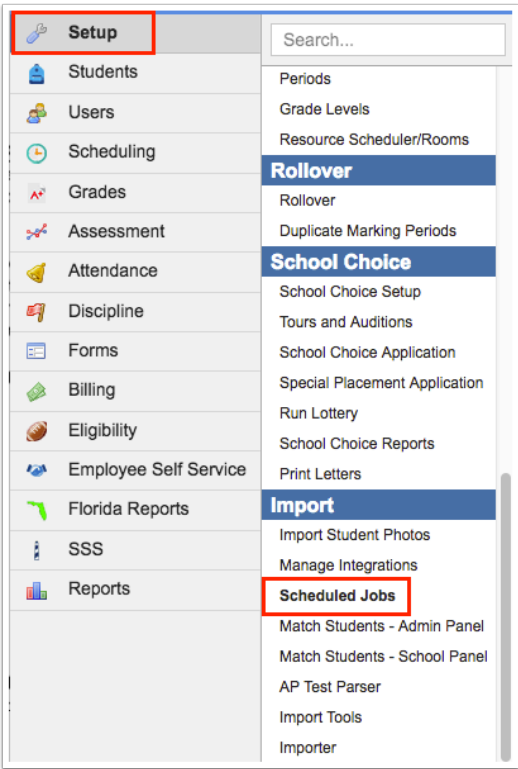 Setup
Students
Users
Scheduling
Grades
Assessment
Attendance
Discipline
Forms
Billing
Eligibility
Employee Self Service
Florida Reports
SSS
Reports
Search...
Periods
Grade Levels
Resource Scheduler/Rooms
Rollover
Rollover
Duplicate Marking Periods
School Choice
School Choice Setup
Tours and Auditions
School Choice Application
Special Placement Application
Run Lottery
School Choice Reports
Print Letters
Import
Import Student Photos
Manage Integrations
Scheduled Jobs
Match Students - Admin Panel
Match Students - School Panel
AP Test Parser
Import Tools
Importer